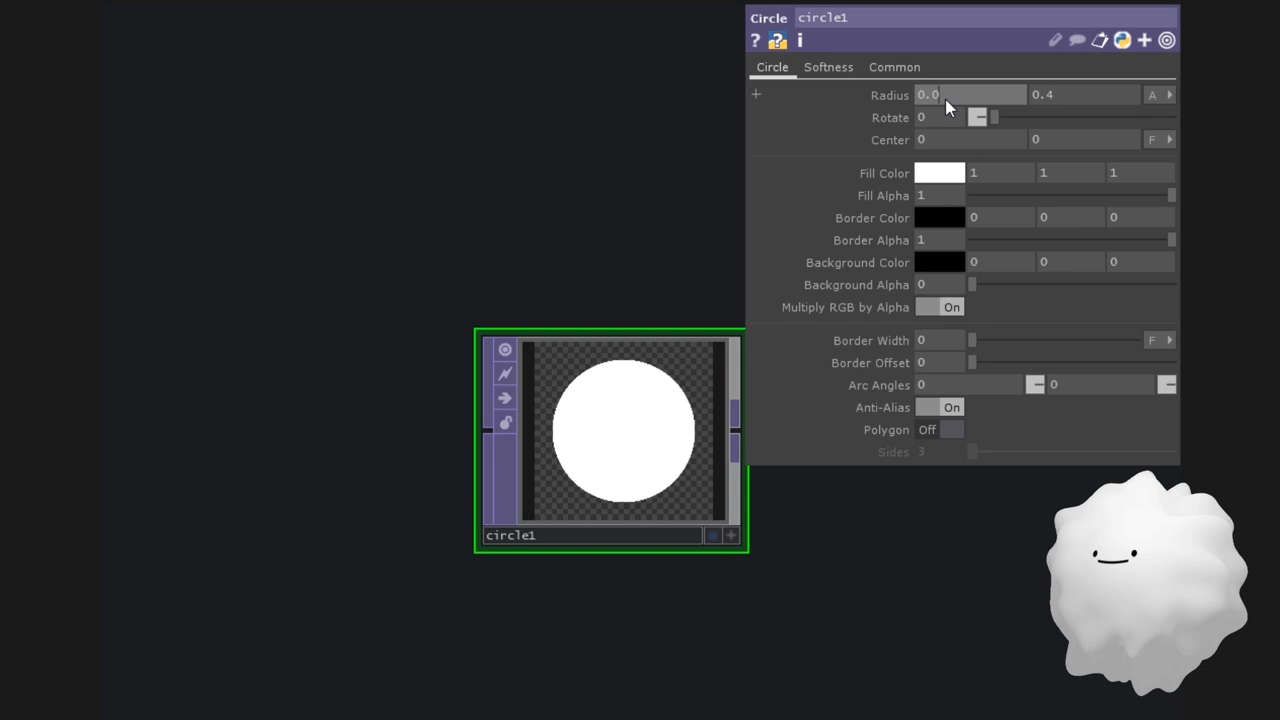 Circle circle1
? ? i
Circle Softness Common
+ Radius 0.0 0.4 A
Rotate 0
Center 0 0 F
Fill Color 1 1 1
Fill Alpha 1
Border Color 0 0 0
Border Alpha 1
Background Color 0 0 0
Background Alpha 0
Multiply RGB by Alpha On
Border Width 0 F
Border Offset 0
Arc Angles 0 0
Anti-Alias On
Polygon Off
Sides 3
circle1